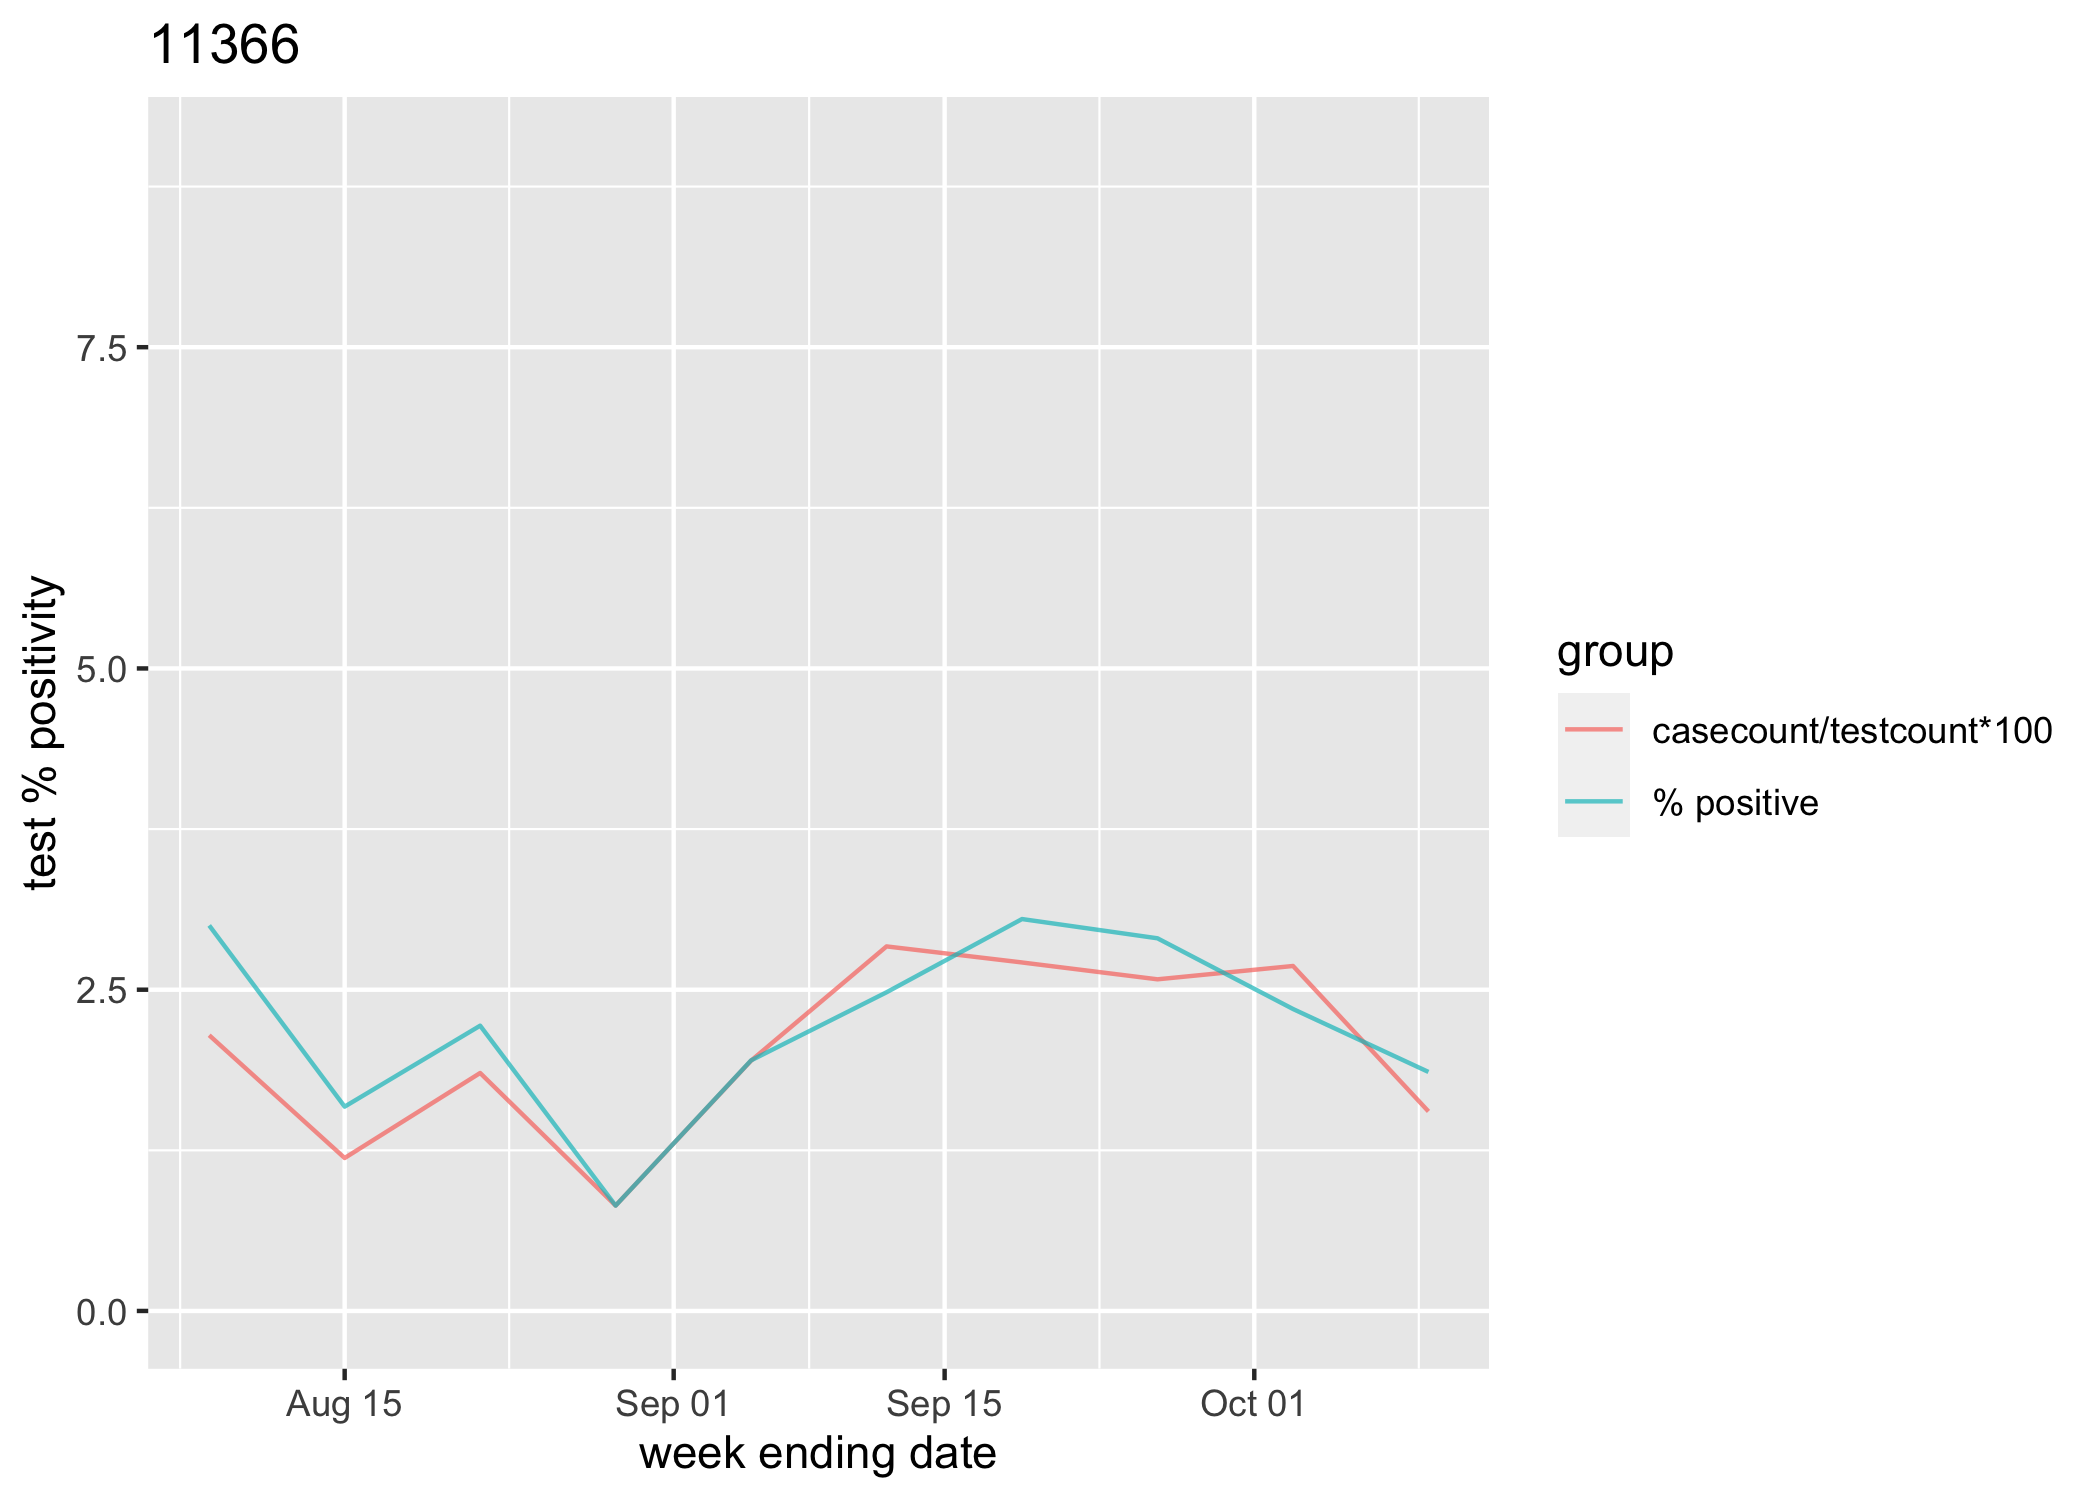 11366
test % positivity
7.5
5.0
2.5
0.0
Aug 15
Sep 01
Sep 15
Oct 01
week ending date
group
casecount/testcount*100
% positive